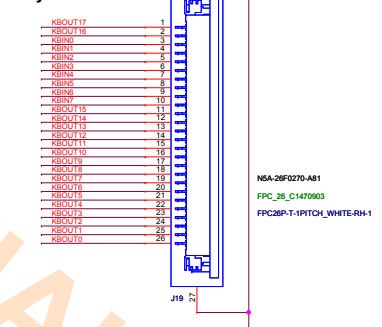 KBOUT17 1
KBOUT16 2
KBIN0 3
KBIN1 4
KBIN2 5
KBIN3 6
KBIN4 7
KBIN5 8
KBIN6 9
KBIN7 10
KBOUT15 11
KBOUT14 12
KBOUT13 13
KBOUT12 14
KBOUT11 15
KBOUT10 16
KBOUT9 17
KBOUT8 18
KBOUT7 19
KBOUT6 20
KBOUT5 21
KBOUT4 22
KBOUT3 23
KBOUT2 24
KBOUT1 25
KBOUT0 26
N5A-26F0270-A81
FPC_26_C1470903
FPC26P-T-1PITCH_WHITE-RH-1
J19 27